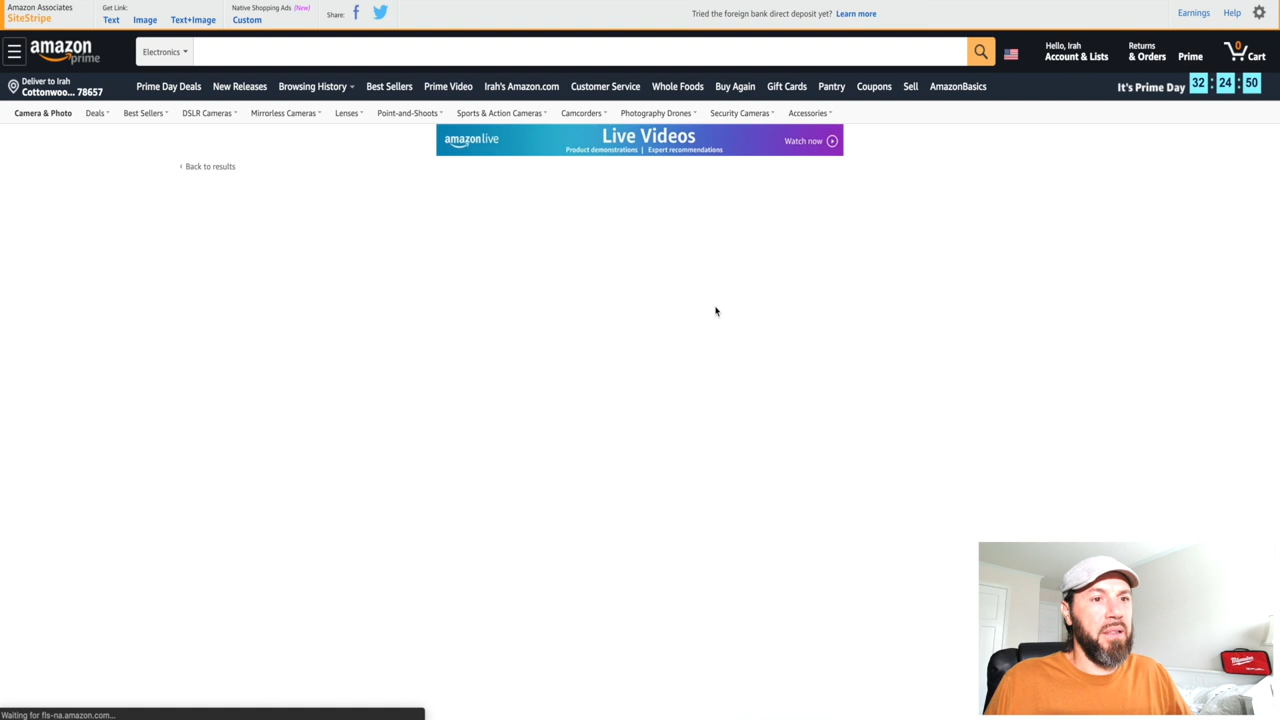 Amazon Associates
SiteStripe
Get Link:
Text Image Text+Image
Native Shopping Ads (New)
Custom
Share:
Tried the foreign bank direct deposit yet? Learn more
Earnings Help
amazon
prime
Electronics
Hello, Irah
Account & Lists
Returns
& Orders
Prime
0
Cart
Deliver to Irah
Cottonwoo... 78657
Prime Day Deals New Releases Browsing History Best Sellers Prime Video Irah's Amazon.com Customer Service Whole Foods Buy Again Gift Cards Pantry Coupons Sell AmazonBasics
It's Prime Day 32 : 24 : 50
Camera & Photo Deals Best Sellers DSLR Cameras Mirrorless Cameras Lenses Point-and-Shoots Sports & Action Cameras Camcorders Photography Drones Security Cameras Accessories
amazon live
Live Videos
Product demonstrations | Expert recommendations
Watch now
‹ Back to results
Milwaukee
Waiting for fls-na.amazon.com...